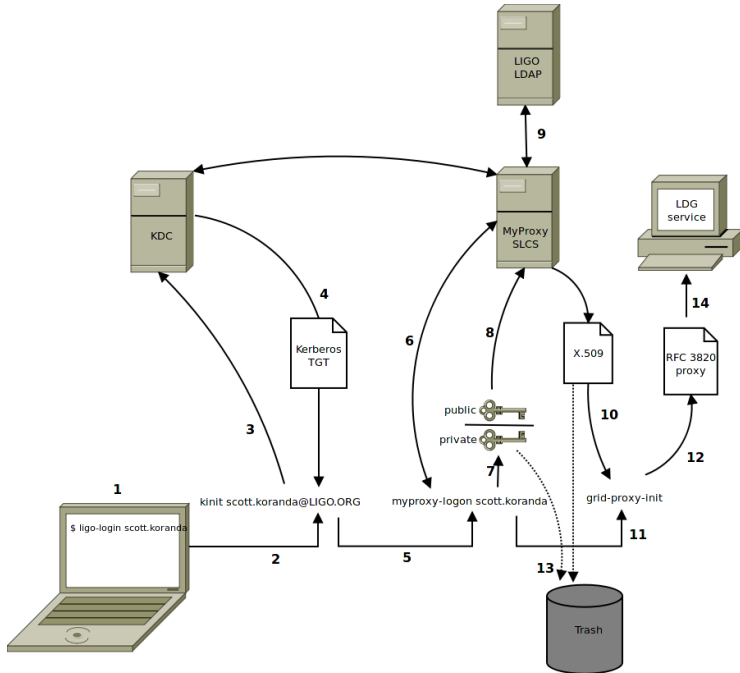 LIGO
LDAP
9
KDC
MyProxy
SLCS
LDG
service
4
14
6
8
Kerberos
TGT
X.509
RFC 3820
proxy
public
private
10
3
7
12
1
kinit scott.koranda@LIGO.ORG
myproxy-logon scott.koranda
grid-proxy-init
$ ligo-login scott.koranda
2
5
11
13
Trash